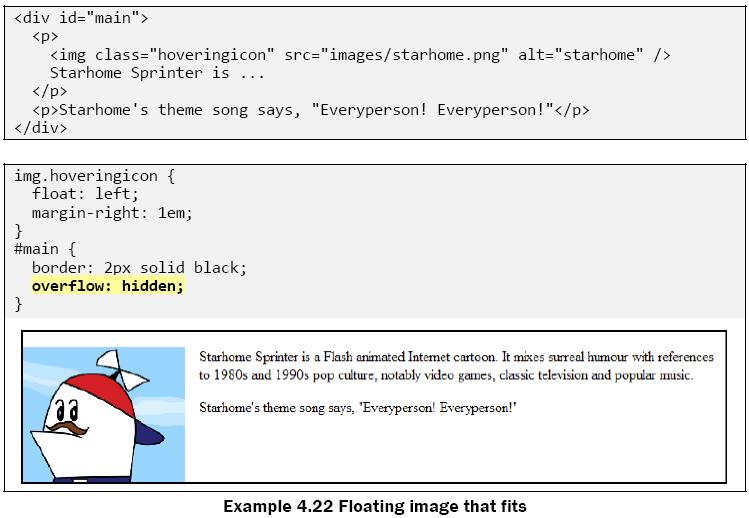 <div id="main">
<p>
<img class="hoveringicon" src="images/starhome.png" alt="starhome" />
Starhome Sprinter is ...
</p>
<p>Starhome's theme song says, "Everyperson! Everyperson!"</p>
</div>
img.hoveringicon {
float: left;
margin-right: 1em;
}
#main {
border: 2px solid black;
overflow: hidden;
}
Starhome Sprinter is a Flash animated Internet cartoon. It mixes surreal humour with references
to 1980s and 1990s pop culture, notably video games, classic television and popular music.
Starhome's theme song says, "Everyperson! Everyperson!"
Example 4.22 Floating image that fits